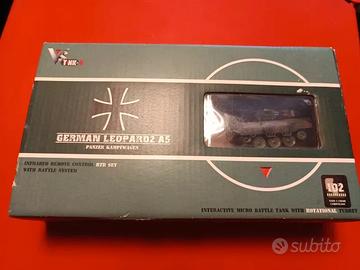 VS
TANK
GERMAN LEOPARD2 A5
PANZER KAMPFWAGEN
INFRARED REMOTE CONTROL RTR SET
WITH BATTLE SYSTEM
102
INTERACTIVE MICRO BATTLE TANK WITH ROTATIONAL TURRET
subito